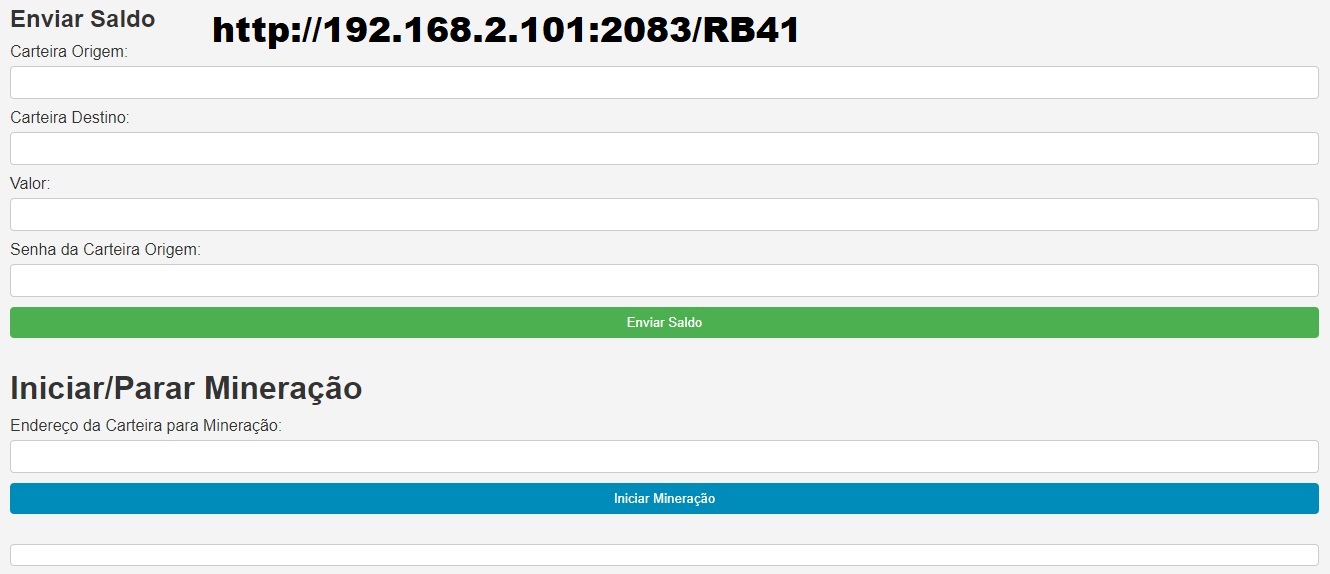 Enviar Saldo
http://192.168.2.101:2083/RB41
Carteira Origem:
Carteira Destino:
Valor:
Senha da Carteira Origem:
Enviar Saldo
Iniciar/Parar Mineração
Endereço da Carteira para Mineração:
Iniciar Mineração